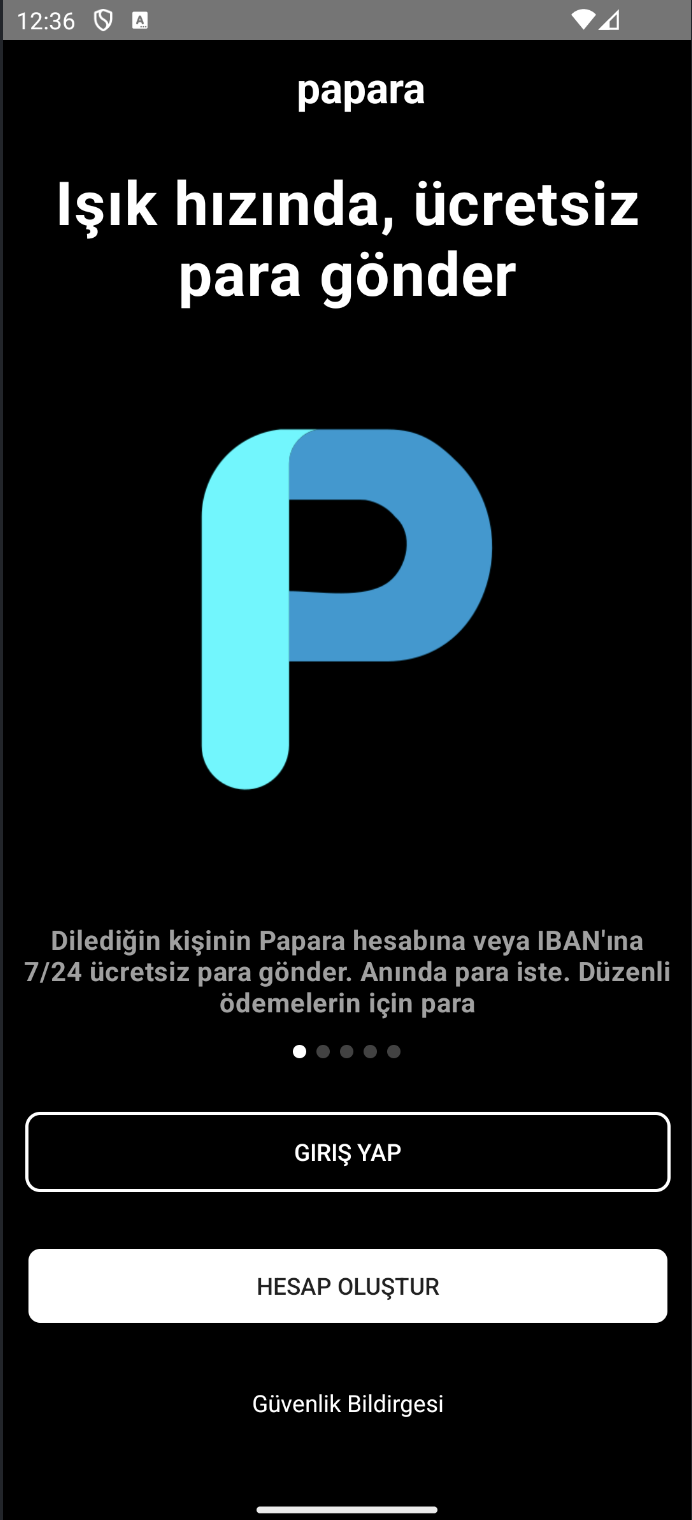 12:36
papara
Işık hızında, ücretsiz
para gönder
Dilediğin kişinin Papara hesabına veya IBAN'ına
7/24 ücretsiz para gönder. Anında para iste. Düzenli
ödemelerin için para
GIRIŞ YAP
HESAP OLUŞTUR
Güvenlik Bildirgesi